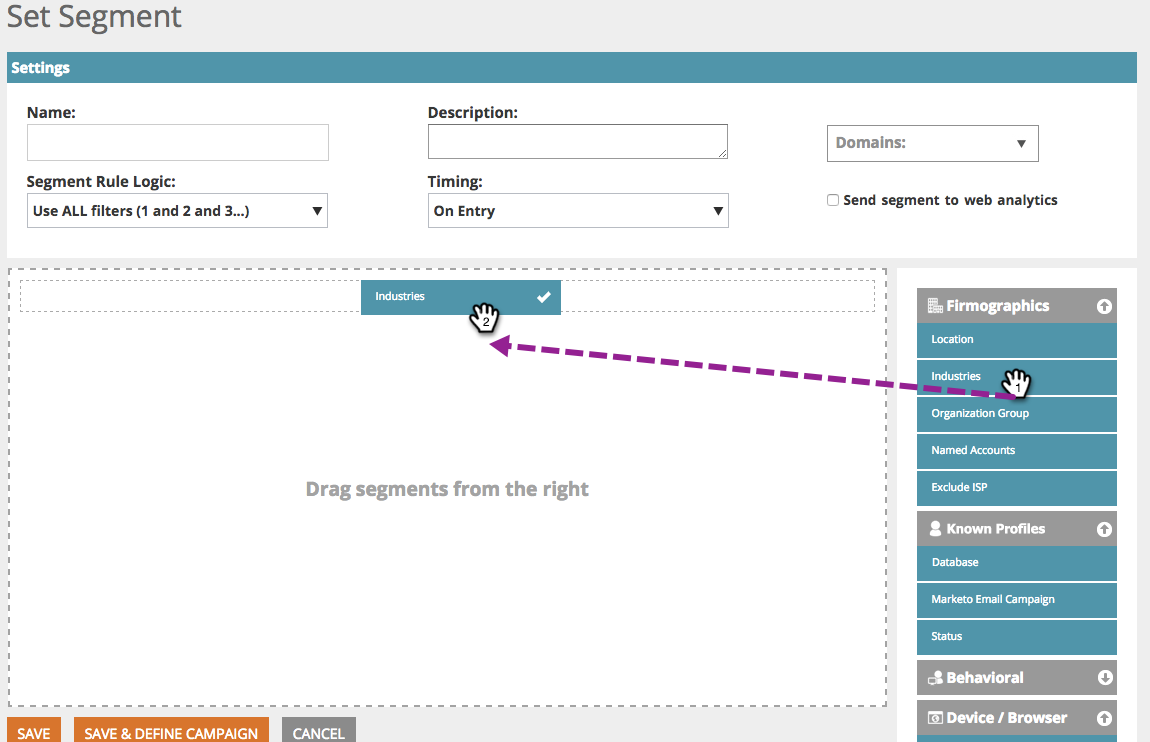 Set Segment
Settings
Name:
Description:
Domains:
Segment Rule Logic:
Timing:
Use ALL filters (1 and 2 and 3...)
On Entry
Send segment to web analytics
Industries
2
Drag segments from the right
Firmographics
Location
Industries
1
Organization Group
Named Accounts
Exclude ISP
Known Profiles
Database
Marketo Email Campaign
Status
Behavioral
Device / Browser
SAVE
SAVE & DEFINE CAMPAIGN
CANCEL